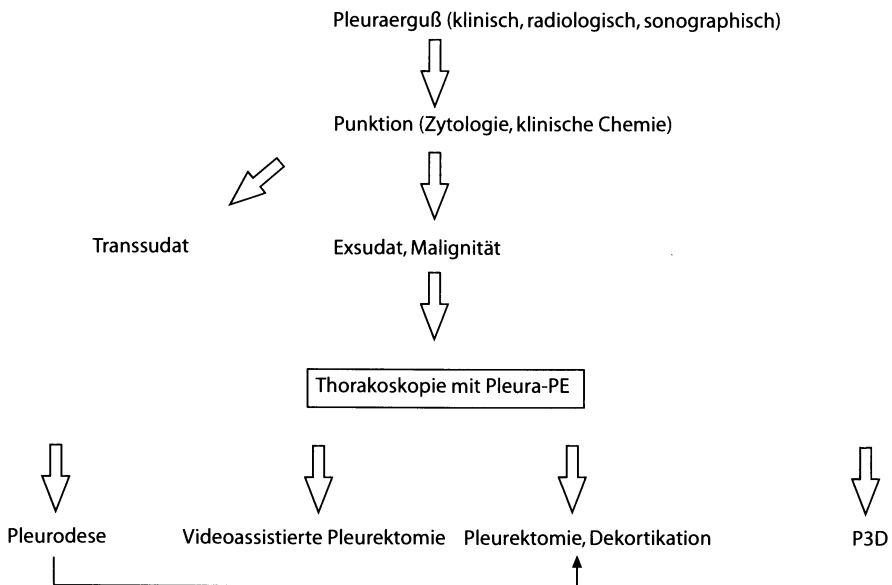 Pleuraerguß (klinisch, radiologisch, sonographisch)
Punktion (Zytologie, klinische Chemie)
Transsudat
Exsudat, Malignität
Thorakoskopie mit Pleura-PE
Pleurodese
Videoassistierte Pleurektomie
Pleurektomie, Dekortikation
P3D